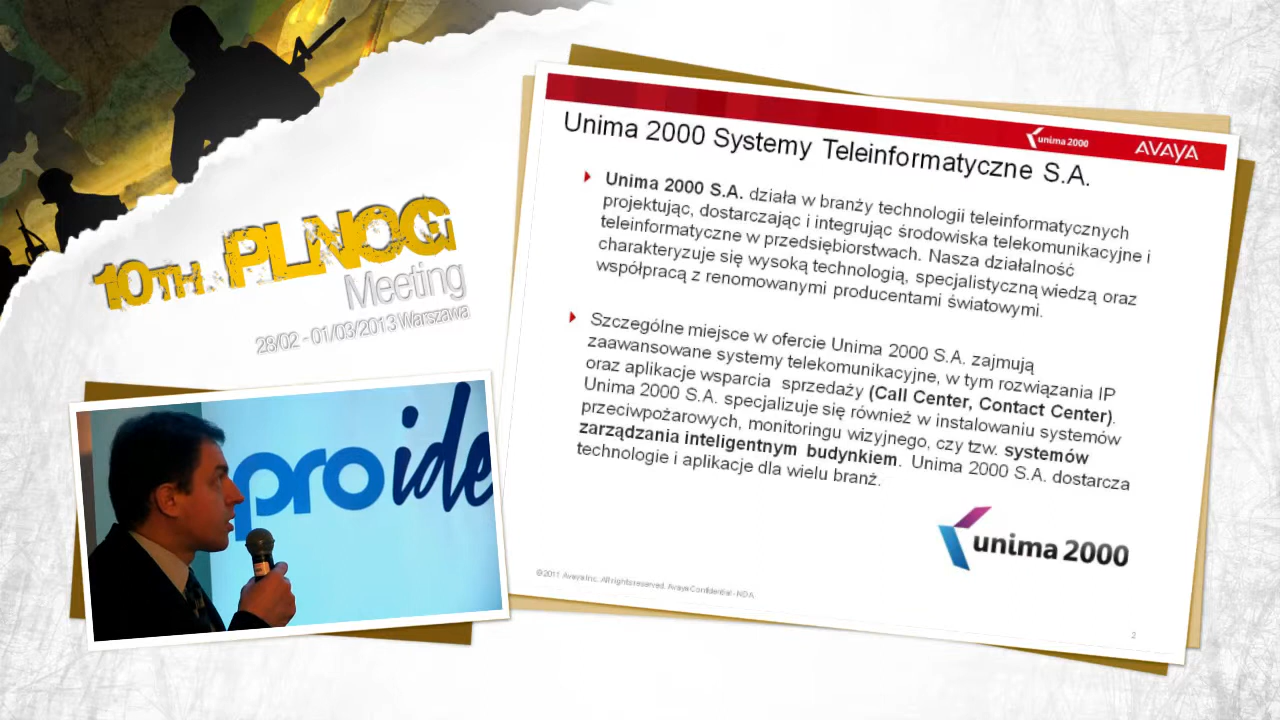 10TH PLNOG
Meeting
28/02 - 01/03/2013 Warszawa
proide
unima 2000 AVAYA
Unima 2000 Systemy Teleinformatyczne S.A.
Unima 2000 S.A. działa w branży technologii teleinformatycznych
projektując, dostarczając i integrując środowiska telekomunikacyjne i
teleinformatyczne w przedsiębiorstwach. Nasza działalność
charakteryzuje się wysoką technologią, specjalistyczną wiedzą oraz
współpracą z renomowanymi producentami światowymi.
Szczególne miejsce w ofercie Unima 2000 S.A. zajmują
zaawansowane systemy telekomunikacyjne, w tym rozwiązania IP
oraz aplikacje wsparcia sprzedaży (Call Center, Contact Center).
Unima 2000 S.A. specjalizuje się również w instalowaniu systemów
przeciwpożarowych, monitoringu wizyjnego, czy tzw. systemów
zarządzania inteligentnym budynkiem. Unima 2000 S.A. dostarcza
technologie i aplikacje dla wielu branż.
unima 2000
©2011 Avaya Inc. All rights reserved. Avaya Confidential - NDA
2